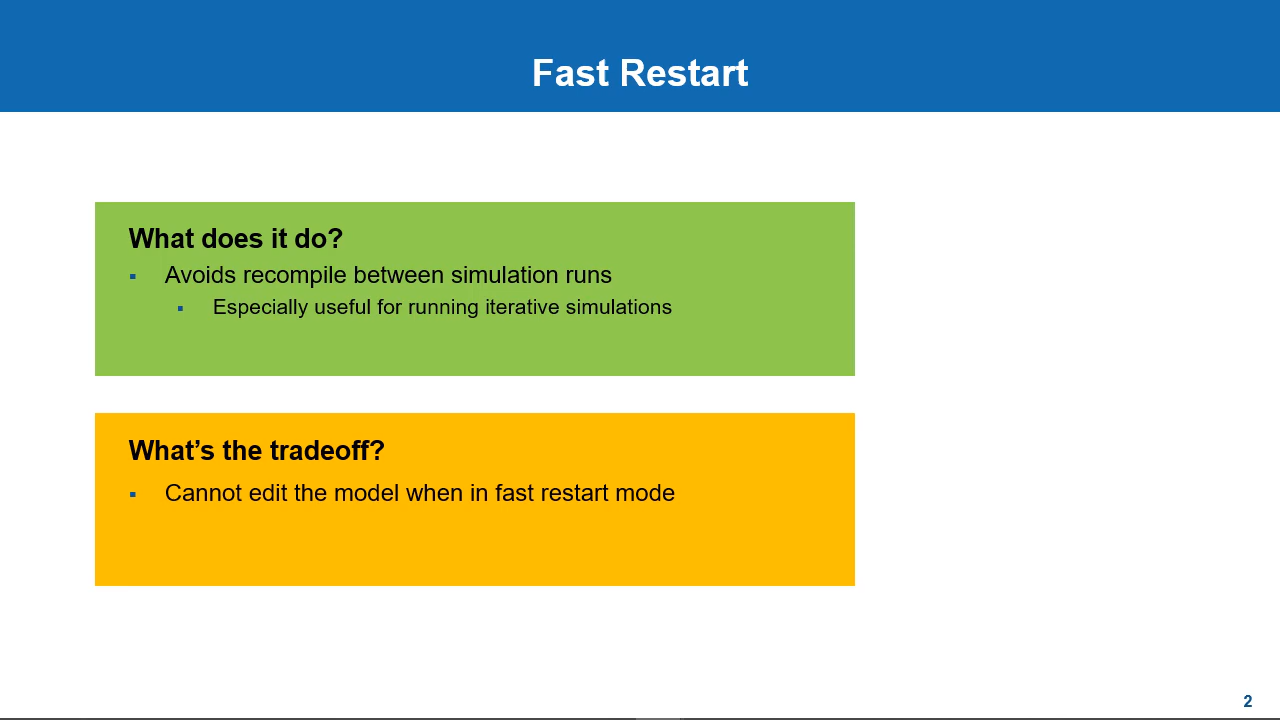 Fast Restart
What does it do?
▪ Avoids recompile between simulation runs
▪ Especially useful for running iterative simulations
What’s the tradeoff?
▪ Cannot edit the model when in fast restart mode
2